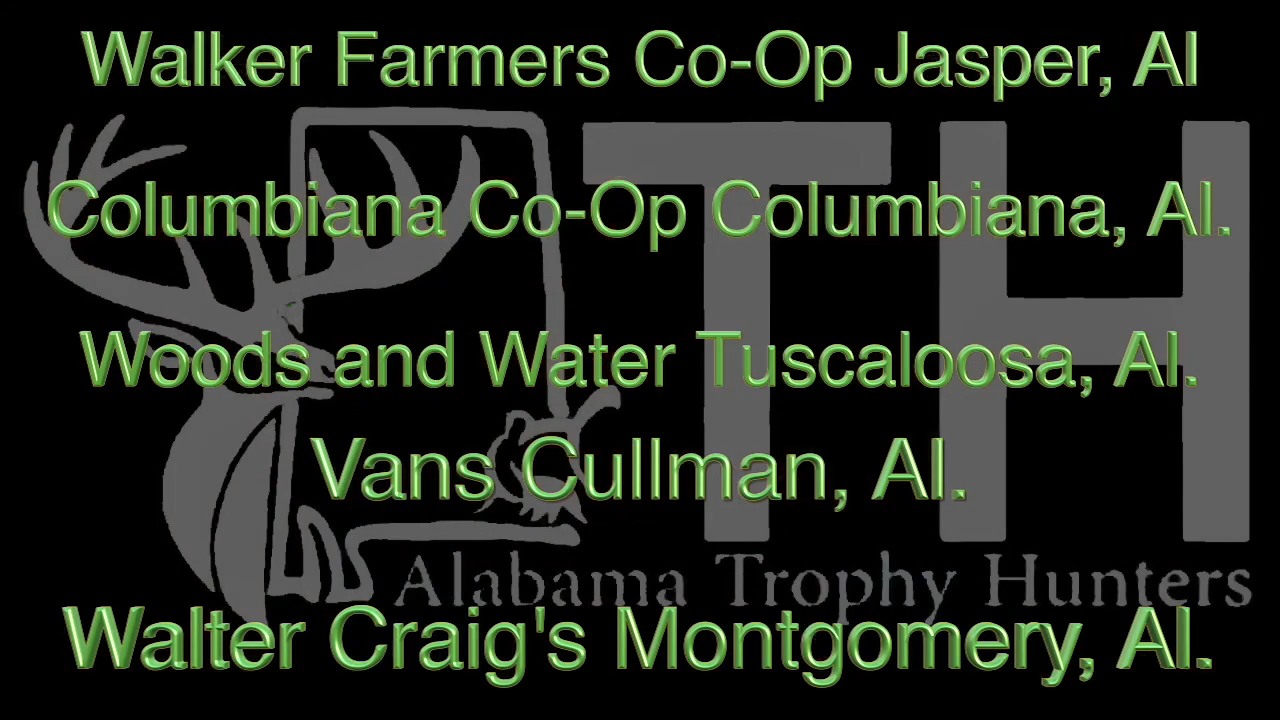 Walker Farmers Co-Op Jasper, Al
TH
Columbiana Co-Op Columbiana, Al.
Woods and Water Tuscaloosa, Al.
Vans Cullman, Al.
Alabama Trophy Hunters
Walter Craig's Montgomery, Al.